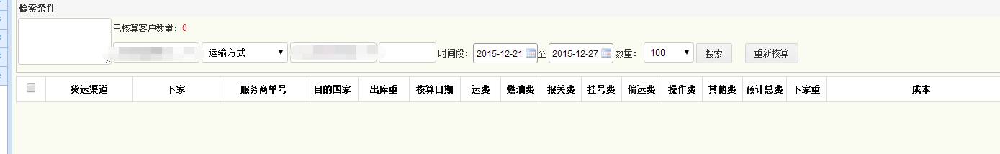 检索条件
已核算客户数量：0
运输方式 时间段： 2015-12-21 至 2015-12-27 数量： 100 搜索 重新核算
货运渠道 下家 服务商单号 目的国家 出库重 核算日期 运费 燃油费 报关费 挂号费 偏远费 操作费 其他费 预计总费 下家重 成本